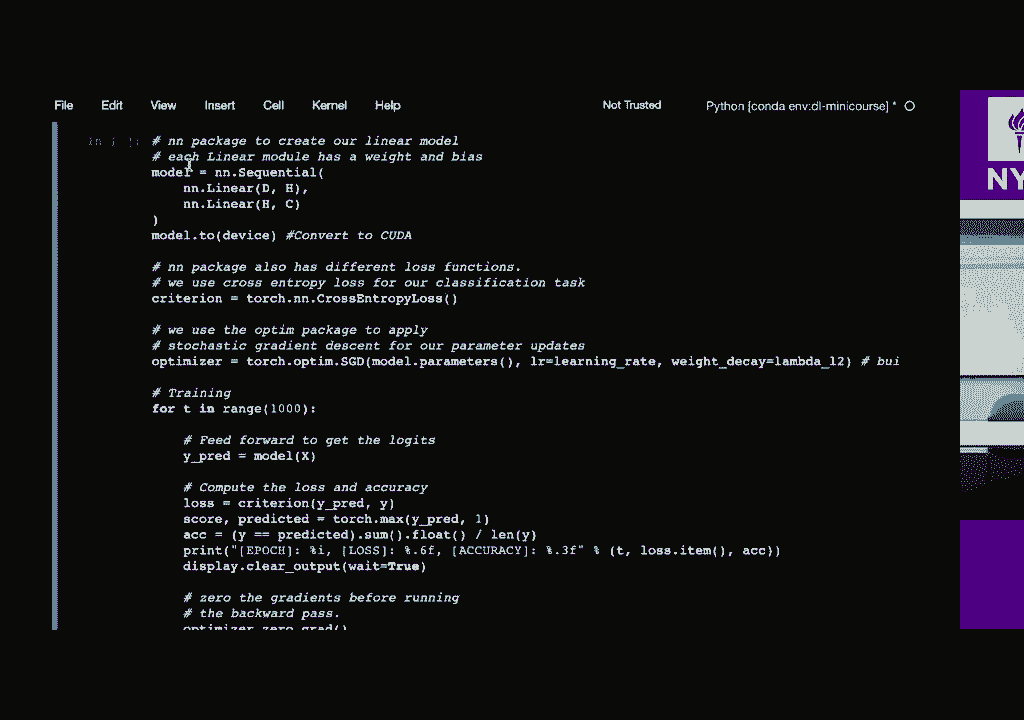 File Edit View Insert Cell Kernel Help Not Trusted Python [conda env:dl-minicourse] *
# nn package to create our linear model
# each Linear module has a weight and bias
model = nn.Sequential(
nn.Linear(D, H),
nn.Linear(H, C)
)
model.to(device) #Convert to CUDA
# nn package also has different loss functions.
# we use cross entropy loss for our classification task
criterion = torch.nn.CrossEntropyLoss()
# we use the optim package to apply
# stochastic gradient descent for our parameter updates
optimizer = torch.optim.SGD(model.parameters(), lr=learning_rate, weight_decay=lambda_l2) # bui
# Training
for t in range(1000):
# Feed forward to get the logits
y_pred = model(X)
# Compute the loss and accuracy
loss = criterion(y_pred, y)
score, predicted = torch.max(y_pred, 1)
acc = (y == predicted).sum().float() / len(y)
print("[EPOCH]: %i, [LOSS]: %.6f, [ACCURACY]: %.3f" % (t, loss.item(), acc))
display.clear_output(wait=True)
# zero the gradients before running
# the backward pass.
optimizer.zero_grad()
NY